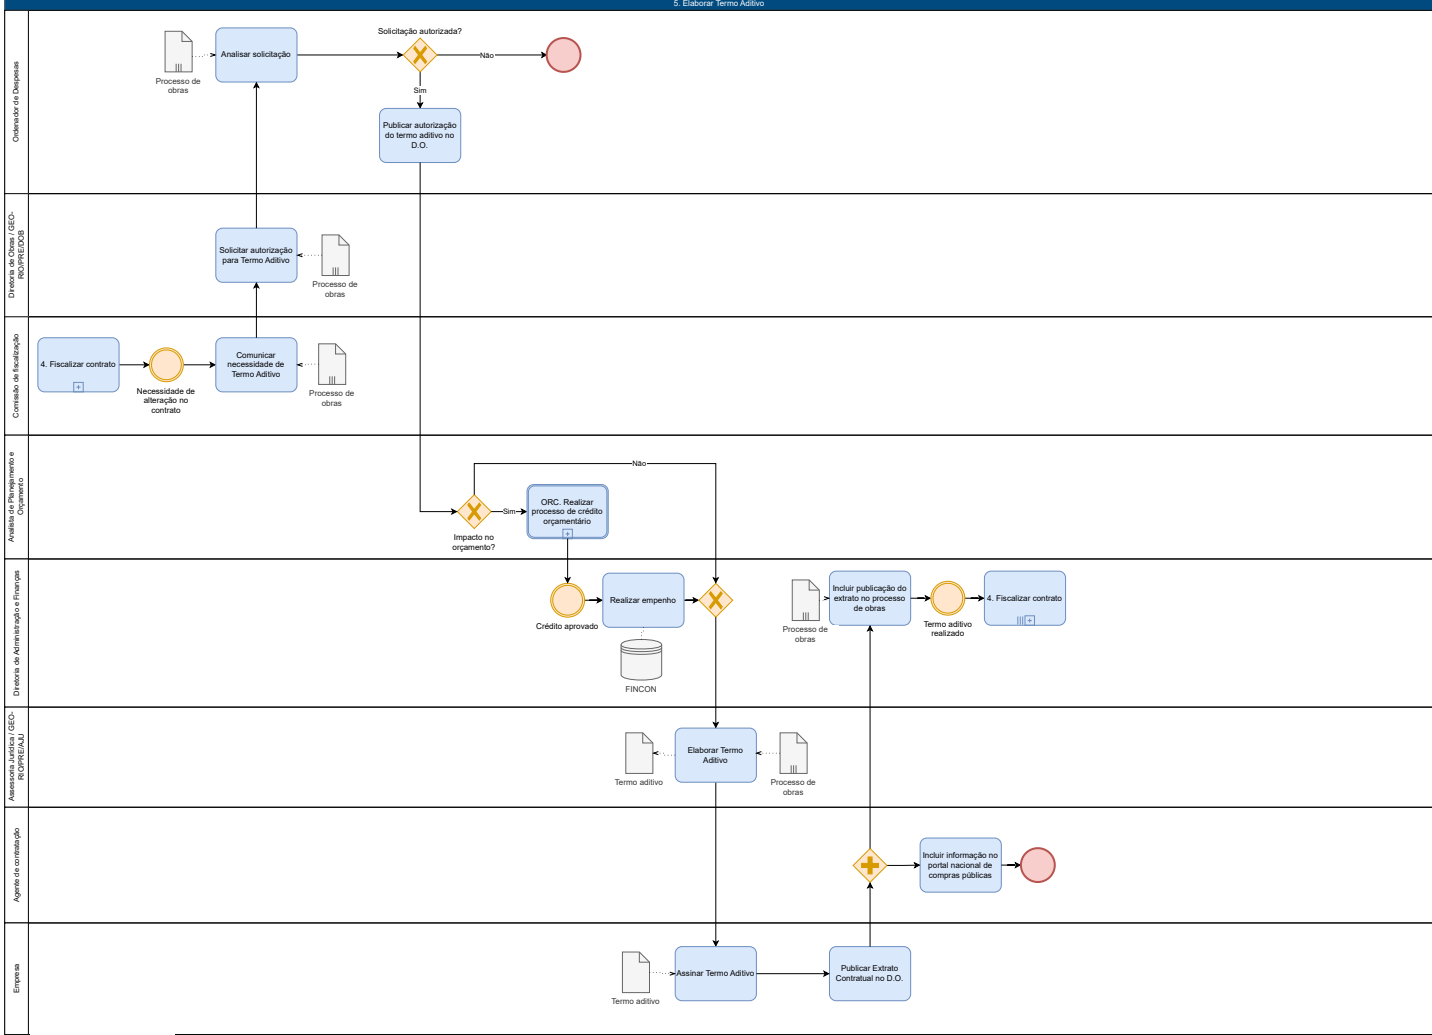 5. Elaborar Termo Aditivo
Ordenador de Despesas
Processo de
obras
Analisar solicitação
Solicitação autorizada?
Não
Sim
Publicar autorização
do termo aditivo no
D.O.
Diretoria de Obras / GEO-
RIO/PRE/DOB
Solicitar autorização
para Termo Aditivo
Processo de
obras
Comissão de fiscalização
4. Fiscalizar contrato
Necessidade de
alteração no
contrato
Comunicar
necessidade de
Termo Aditivo
Processo de
obras
Analista de Planejamento e
Orçamento
Não
Impacto no
orçamento?
Sim
ORC. Realizar
processo de crédito
orçamentário
Diretoria de Administração e Finanças
Crédito aprovado
Realizar empenho
FINCON
Processo de
obras
Incluir publicação do
extrato no processo
de obras
Termo aditivo
realizado
4. Fiscalizar contrato
Assessoria Jurídica / GEO-
RIO/PRE/AJU
Termo aditivo
Elaborar Termo
Aditivo
Processo de
obras
Agente de contratação
Incluir informação no
portal nacional de
compras públicas
Empresa
Termo aditivo
Assinar Termo Aditivo
Publicar Extrato
Contratual no D.O.